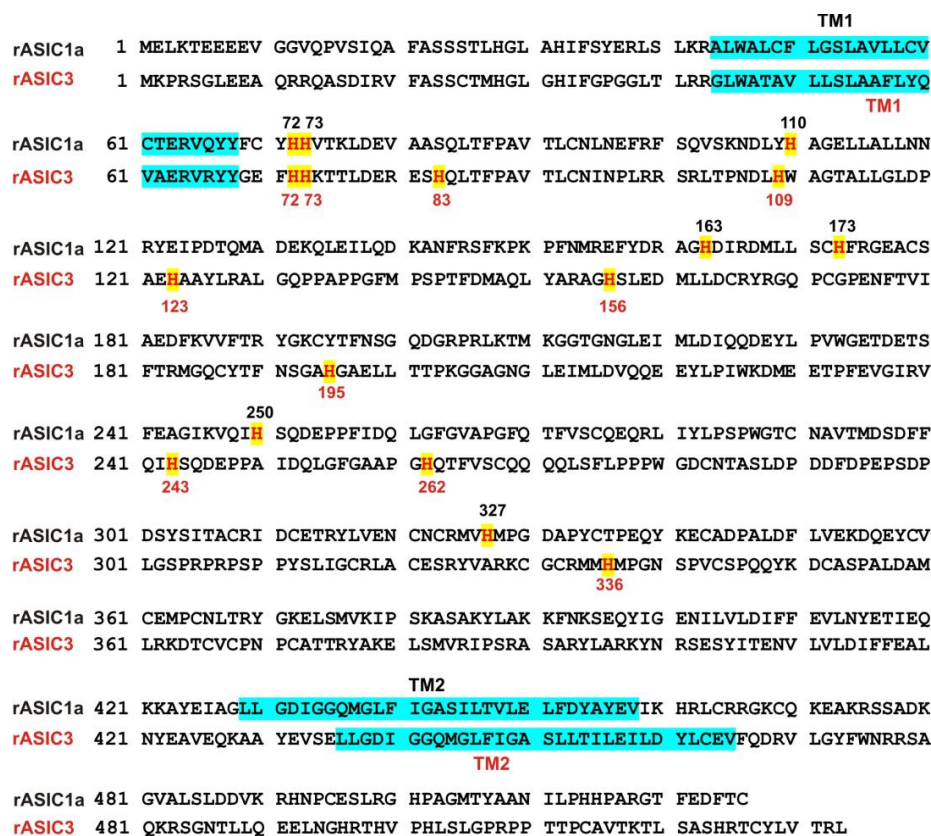 TM1
rASIC1a 1 MELKTEEEEV GGVQPVSIQA FASSSTLHGL AHIFSYERLS LKRALWALCF LGSLAVLLCV
rASIC3 1 MKPRSGLEEA QRRQASDIRV FASSCTMHGL GHIFGPGGLT LRRGLWATAV LLSLAAFLYQ
TM1
72 73 110
rASIC1a 61 CTERVQYYFC YHHVTKLDEV AASQLTFPAV TLCNLNEFRF SQVSKNDLYH AGELLALLNN
rASIC3 61 VAERVRYYGE FHHKTTLDER ESHQLTFPAV TLCNINPLRR SRLTPNDLHW AGTALLGLDP
72 73 83 109
163 173
rASIC1a 121 RYEIPDTQMA DEKQLEILQD KANFRSFKPK PFNMREFYDR AGHDIRDMLL SCHFRGEACS
rASIC3 121 AEHAAYLRAL GQPPAPPGFM PSPTFDMAQL YARAGHSLED MLLDCRYRGQ PCGPENFTVI
123 156
rASIC1a 181 AEDFKVVFTR YGKCYTFNSG QDGRPRLKTM KGGTGNGLEI MLDIQQDEYL PVWGETDETS
rASIC3 181 FTRMGQCYTF NSGAHGAELL TTPKGGAGNG LEIMLDVQQE EYLPIWKDME ETPFEVGIRV
195
250
rASIC1a 241 FEAGIKVQIH SQDEPPFIDQ LGFGVAPGFQ TFVSCQEQRL IYLPSPWGTC NAVTMDSDFF
rASIC3 241 QIHSQDEPPA IDQLGFGAAP GHQTFVSCQQ QQLSFLPPPW GDCNTASLDP DDFDPEPSDP
243 262
327
rASIC1a 301 DSYSITACRI DCETRYLVEN CNCRMVHMPG DAPYCTPEQY KECADPALDF LVEKDQEYCV
rASIC3 301 LGSPRPRPSP PYSLIGCRLA CESRYVARKC GCRMMHMPGN SPVCSPQQYK DCASPALDAM
336
rASIC1a 361 CEMPCNLTRY GKELSMVKIP SKASAKYLAK KFNKSEQYIG ENILVLDIFF EVLNYETIEQ
rASIC3 361 LRKDTCVCPN PCATTRYAKE LSMVRIPSRA SARYLARKYN RSESYITENV LVLDIFFEAL
TM2
rASIC1a 421 KKAYEIAGLL GDIGGQMGLF IGASILTVLE LFDYAYEVIK HRLCRRGKCQ KEAKRSSADK
rASIC3 421 NYEAVEQKAA YEVSELLGDI GGQMGLFIGA SLLTILEILD YLCEVFQDRV LGYFWNRRSA
TM2
rASIC1a 481 GVALSLDDVK RHNPCESLRG HPAGMTYAAN ILPHHPARGT FEDFTC
rASIC3 481 QKRSGNTLLQ EELNGHRTHV PHLSLGPRPP TTPCAVTKTL SASHRTCYLV TRL